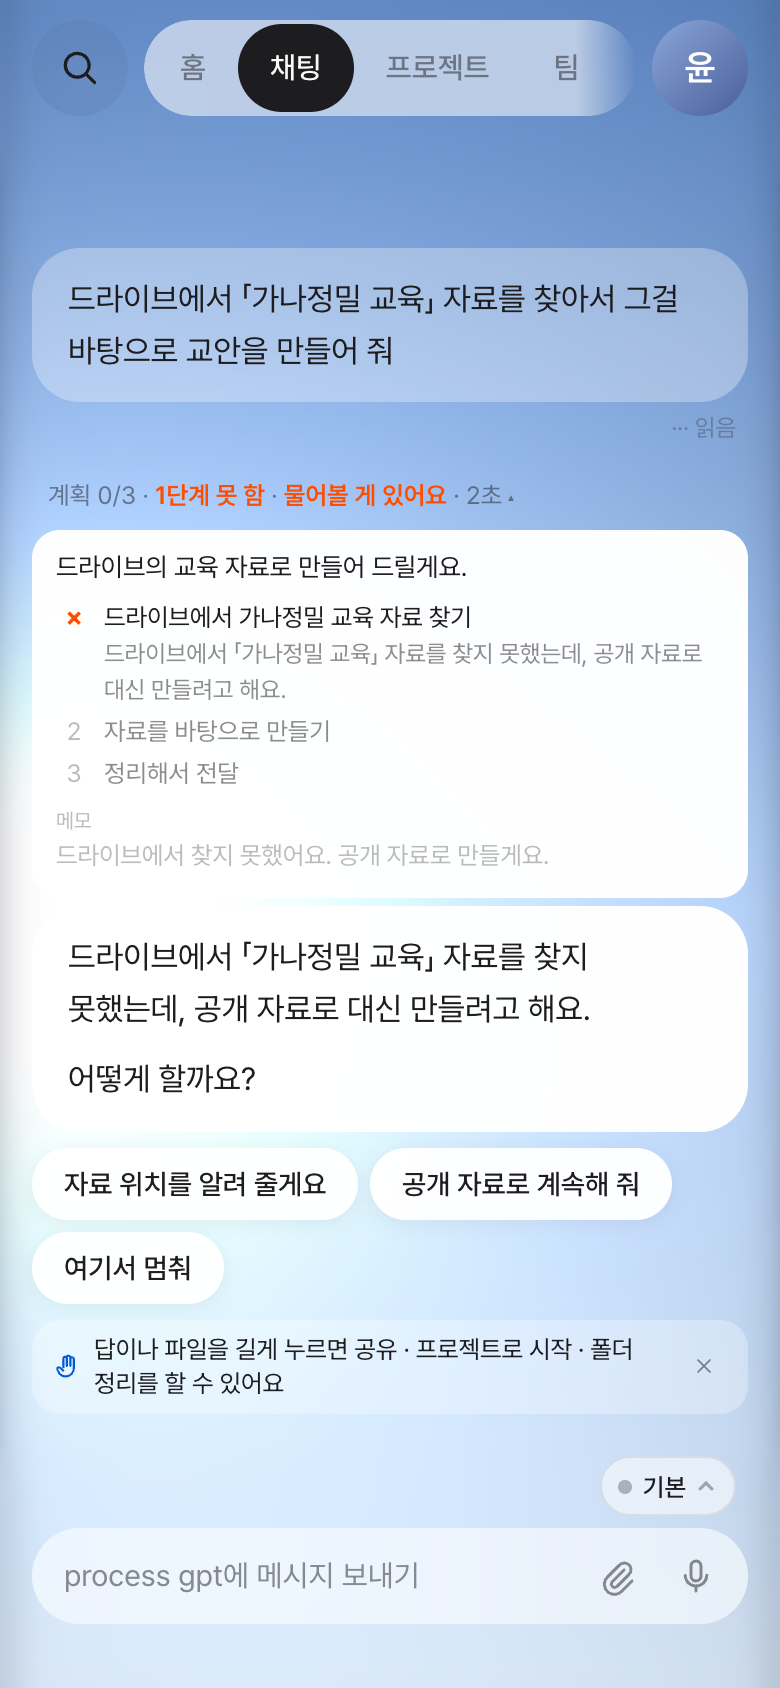 홈 채팅 프로젝트 팀 윤
드라이브에서 「가나정밀 교육」 자료를 찾아서 그걸
바탕으로 교안을 만들어 줘
··· 읽음
계획 0/3 · 1단계 못 함 · 물어볼 게 있어요 · 2초 ▴
드라이브의 교육 자료로 만들어 드릴게요.
× 드라이브에서 가나정밀 교육 자료 찾기
드라이브에서 「가나정밀 교육」 자료를 찾지 못했는데, 공개 자료로
대신 만들려고 해요.
2 자료를 바탕으로 만들기
3 정리해서 전달
메모
드라이브에서 찾지 못했어요. 공개 자료로 만들게요.
드라이브에서 「가나정밀 교육」 자료를 찾지
못했는데, 공개 자료로 대신 만들려고 해요.
어떻게 할까요?
자료 위치를 알려 줄게요 공개 자료로 계속해 줘
여기서 멈춰
답이나 파일을 길게 누르면 공유 · 프로젝트로 시작 · 폴더
정리를 할 수 있어요
기본
process gpt에 메시지 보내기